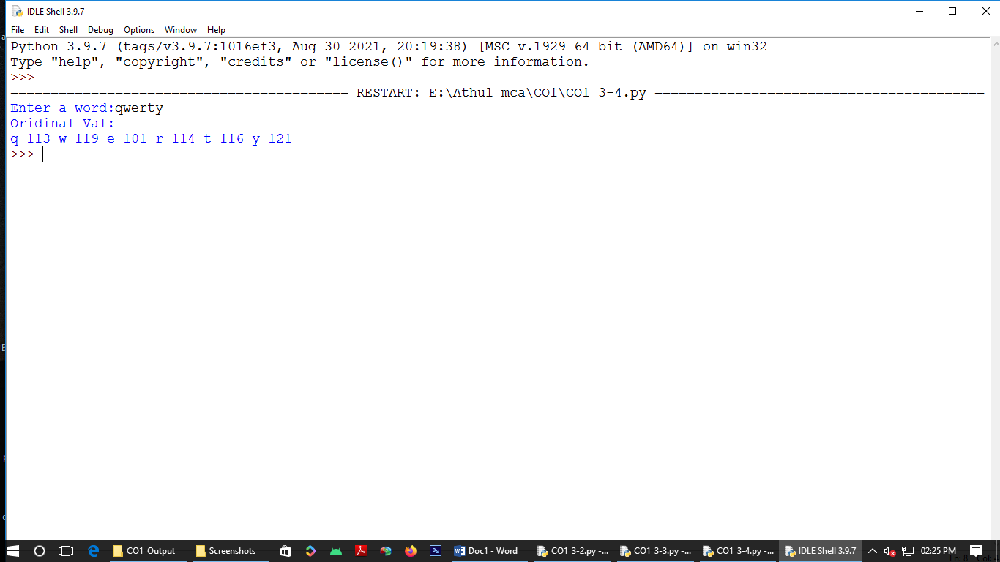 IDLE Shell 3.9.7
File Edit Shell Debug Options Window Help
Python 3.9.7 (tags/v3.9.7:1016ef3, Aug 30 2021, 20:19:38) [MSC v.1929 64 bit (AMD64)] on win32
Type "help", "copyright", "credits" or "license()" for more information.
>>>
========================================== RESTART: E:\Athul mca\CO1\CO1_3-4.py =========================================
Enter a word:qwerty
Oridinal Val:
q 113 w 119 e 101 r 114 t 116 y 121
>>>
CO1_Output Screenshots Ps Doc1 - Word CO1_3-2.py -... CO1_3-3.py -... CO1_3-4.py -... IDLE Shell 3.9.7 02:25 PM